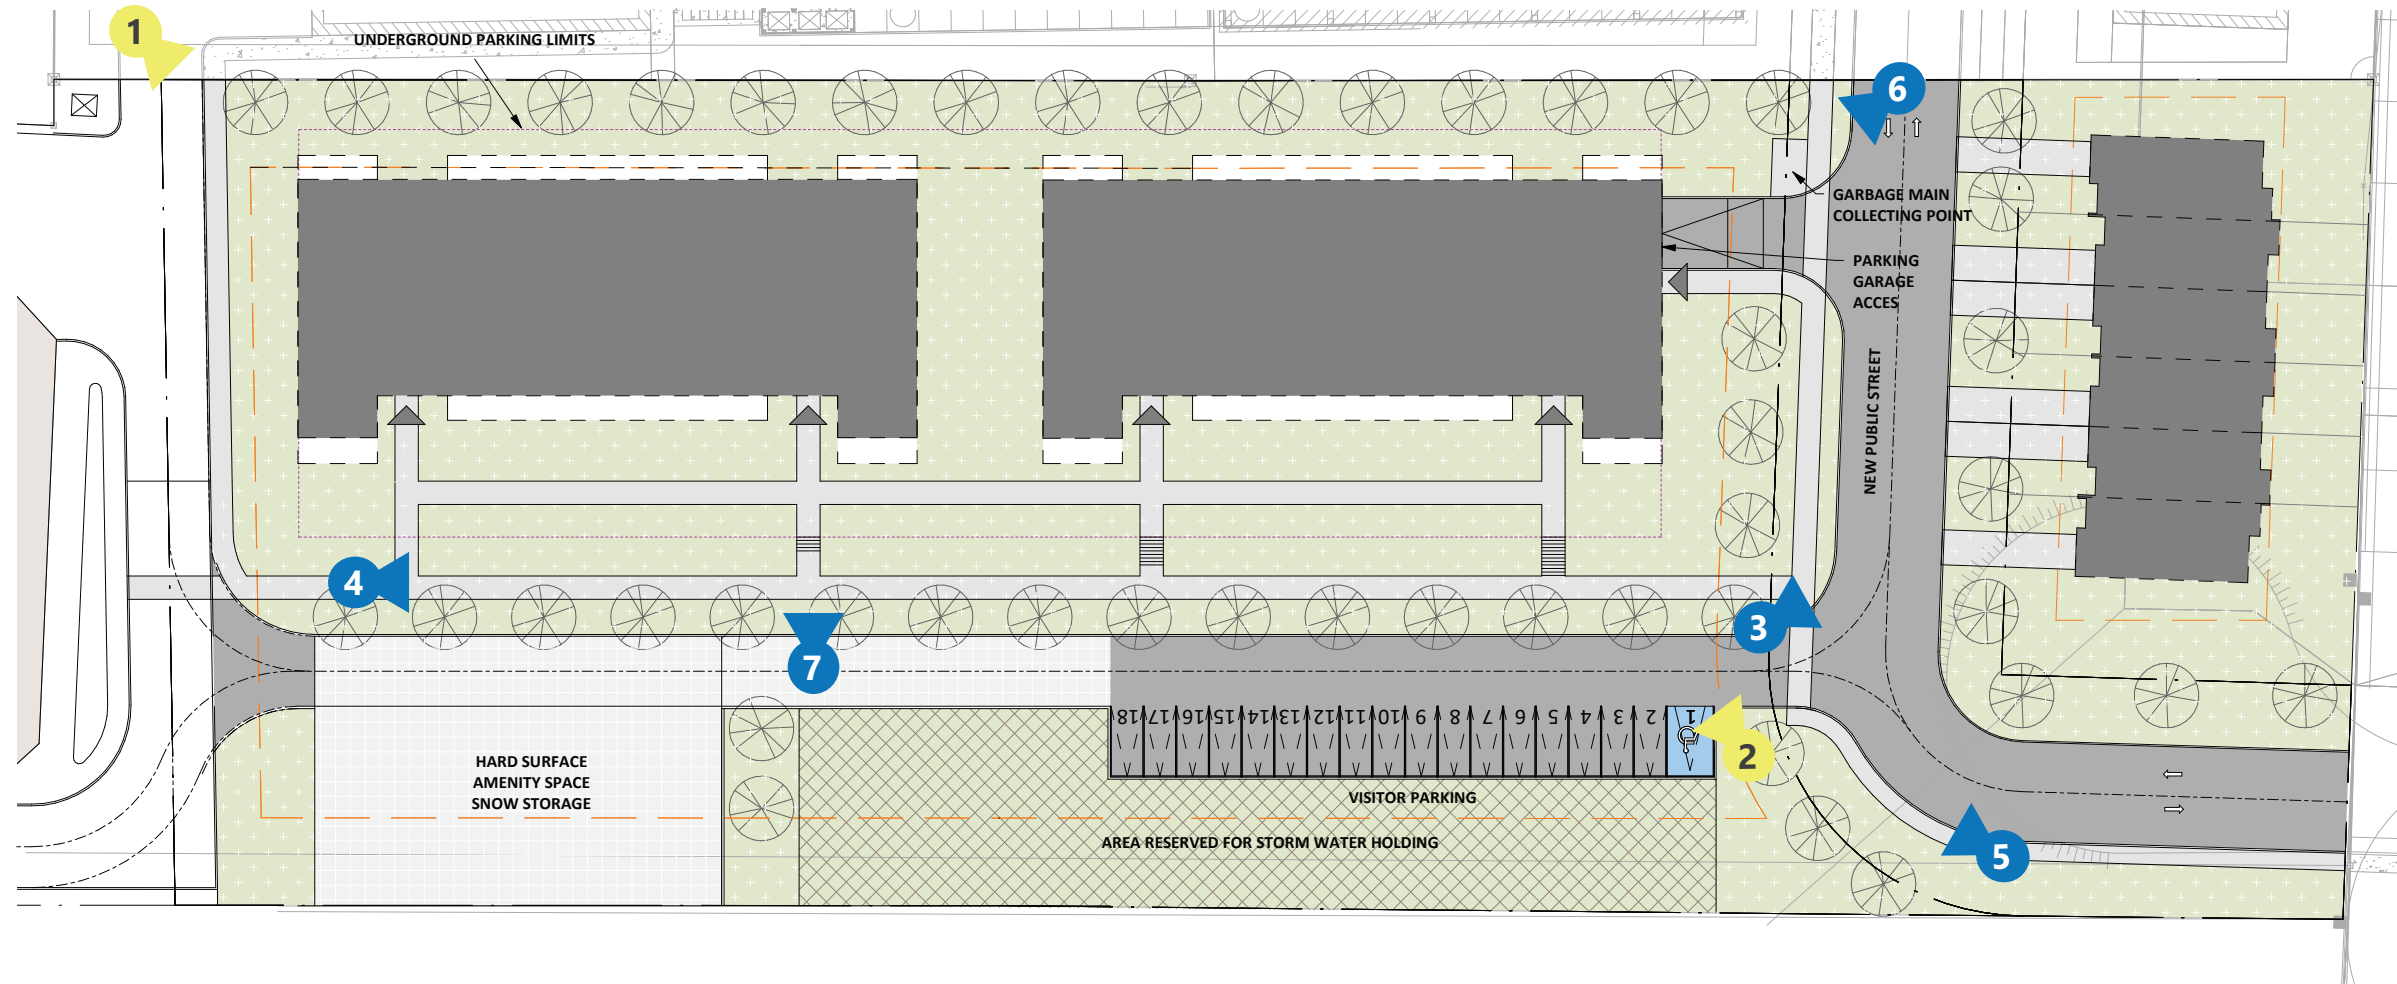 1
UNDERGROUND PARKING LIMITS
6
GARBAGE MAIN
COLLECTING POINT
PARKING
GARAGE
ACCES
NEW PUBLIC STREET
4
3
7
18 17 16 15 14 13 12 11 10 9 8 7 6 5 4 3 2 1
2
HARD SURFACE
AMENITY SPACE
SNOW STORAGE
VISITOR PARKING
AREA RESERVED FOR STORM WATER HOLDING
5